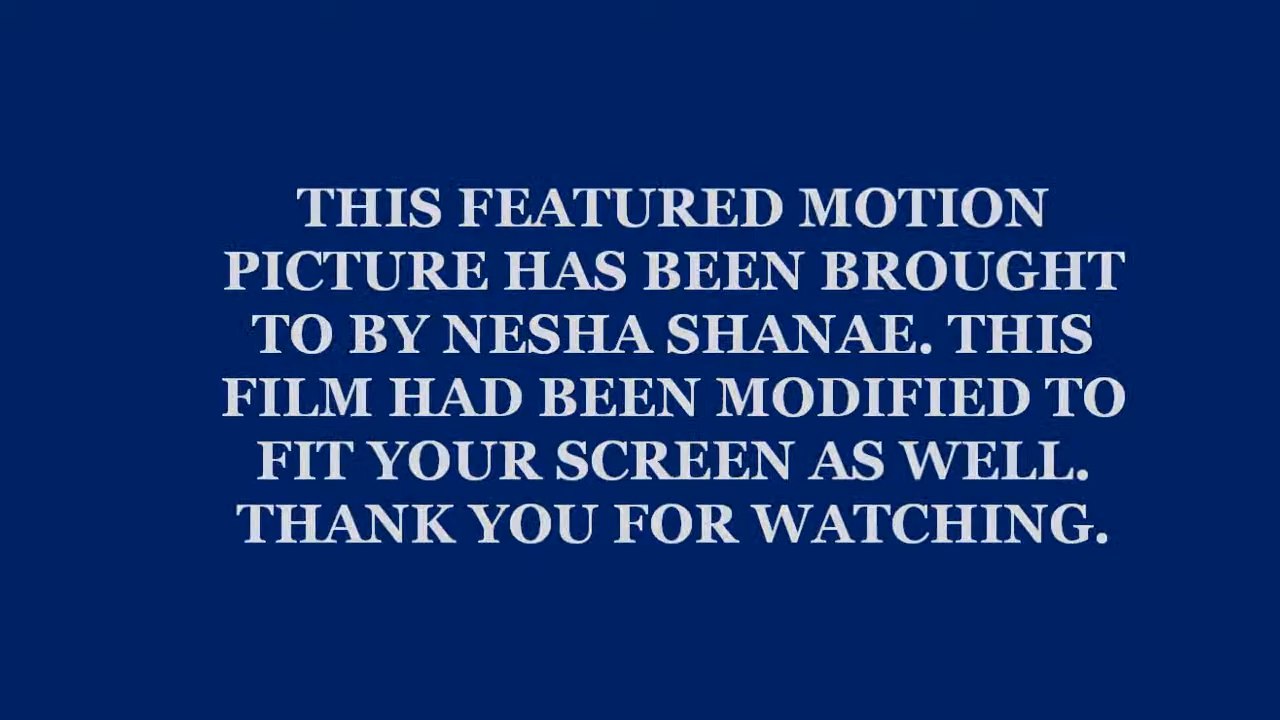 THIS FEATURED MOTION
PICTURE HAS BEEN BROUGHT
TO BY NESHA SHANAE. THIS
FILM HAD BEEN MODIFIED TO
FIT YOUR SCREEN AS WELL.
THANK YOU FOR WATCHING.